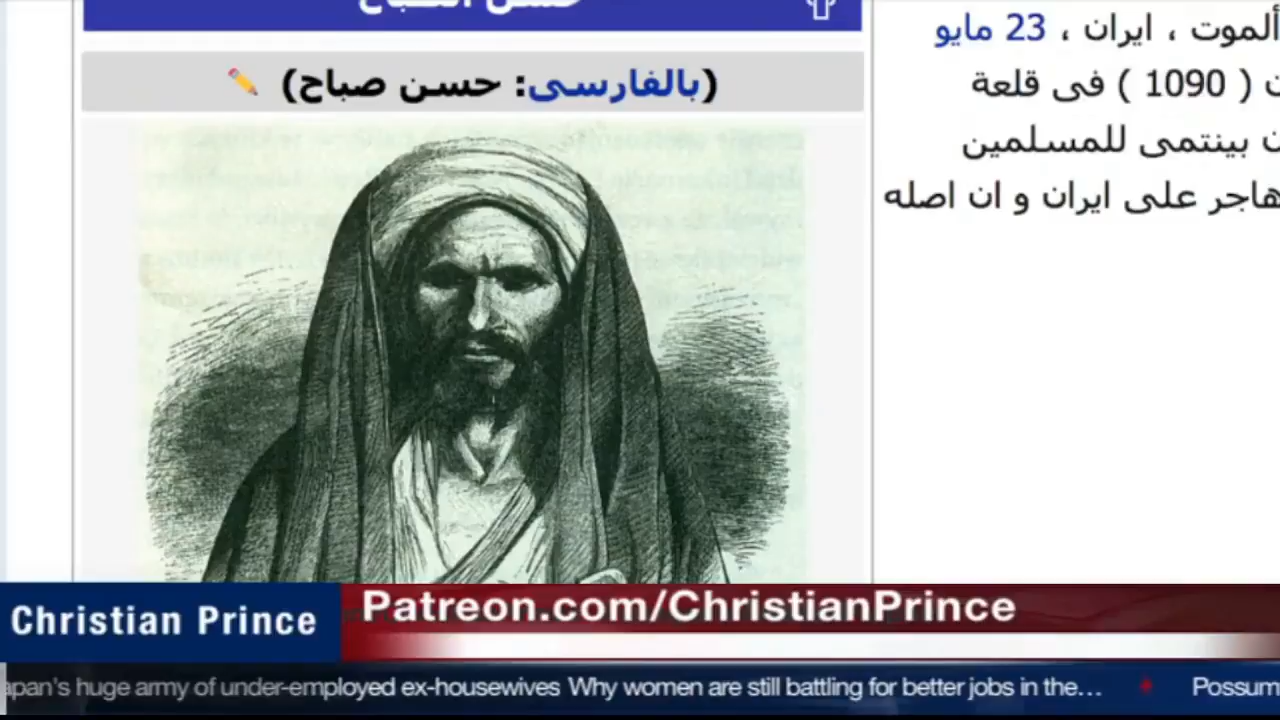 حسن الصباح
(بالفارسى: حسن صباح)
ألموت ، ايران ، 23 مايو
( 1090 ) فى قلعة
بينتمى للمسلمين
هاجر على ايران و ان اصله
Christian Prince
Patreon.com/ChristianPrince
apan's huge army of under-employed ex-housewives Why women are still battling for better jobs in the... Possum